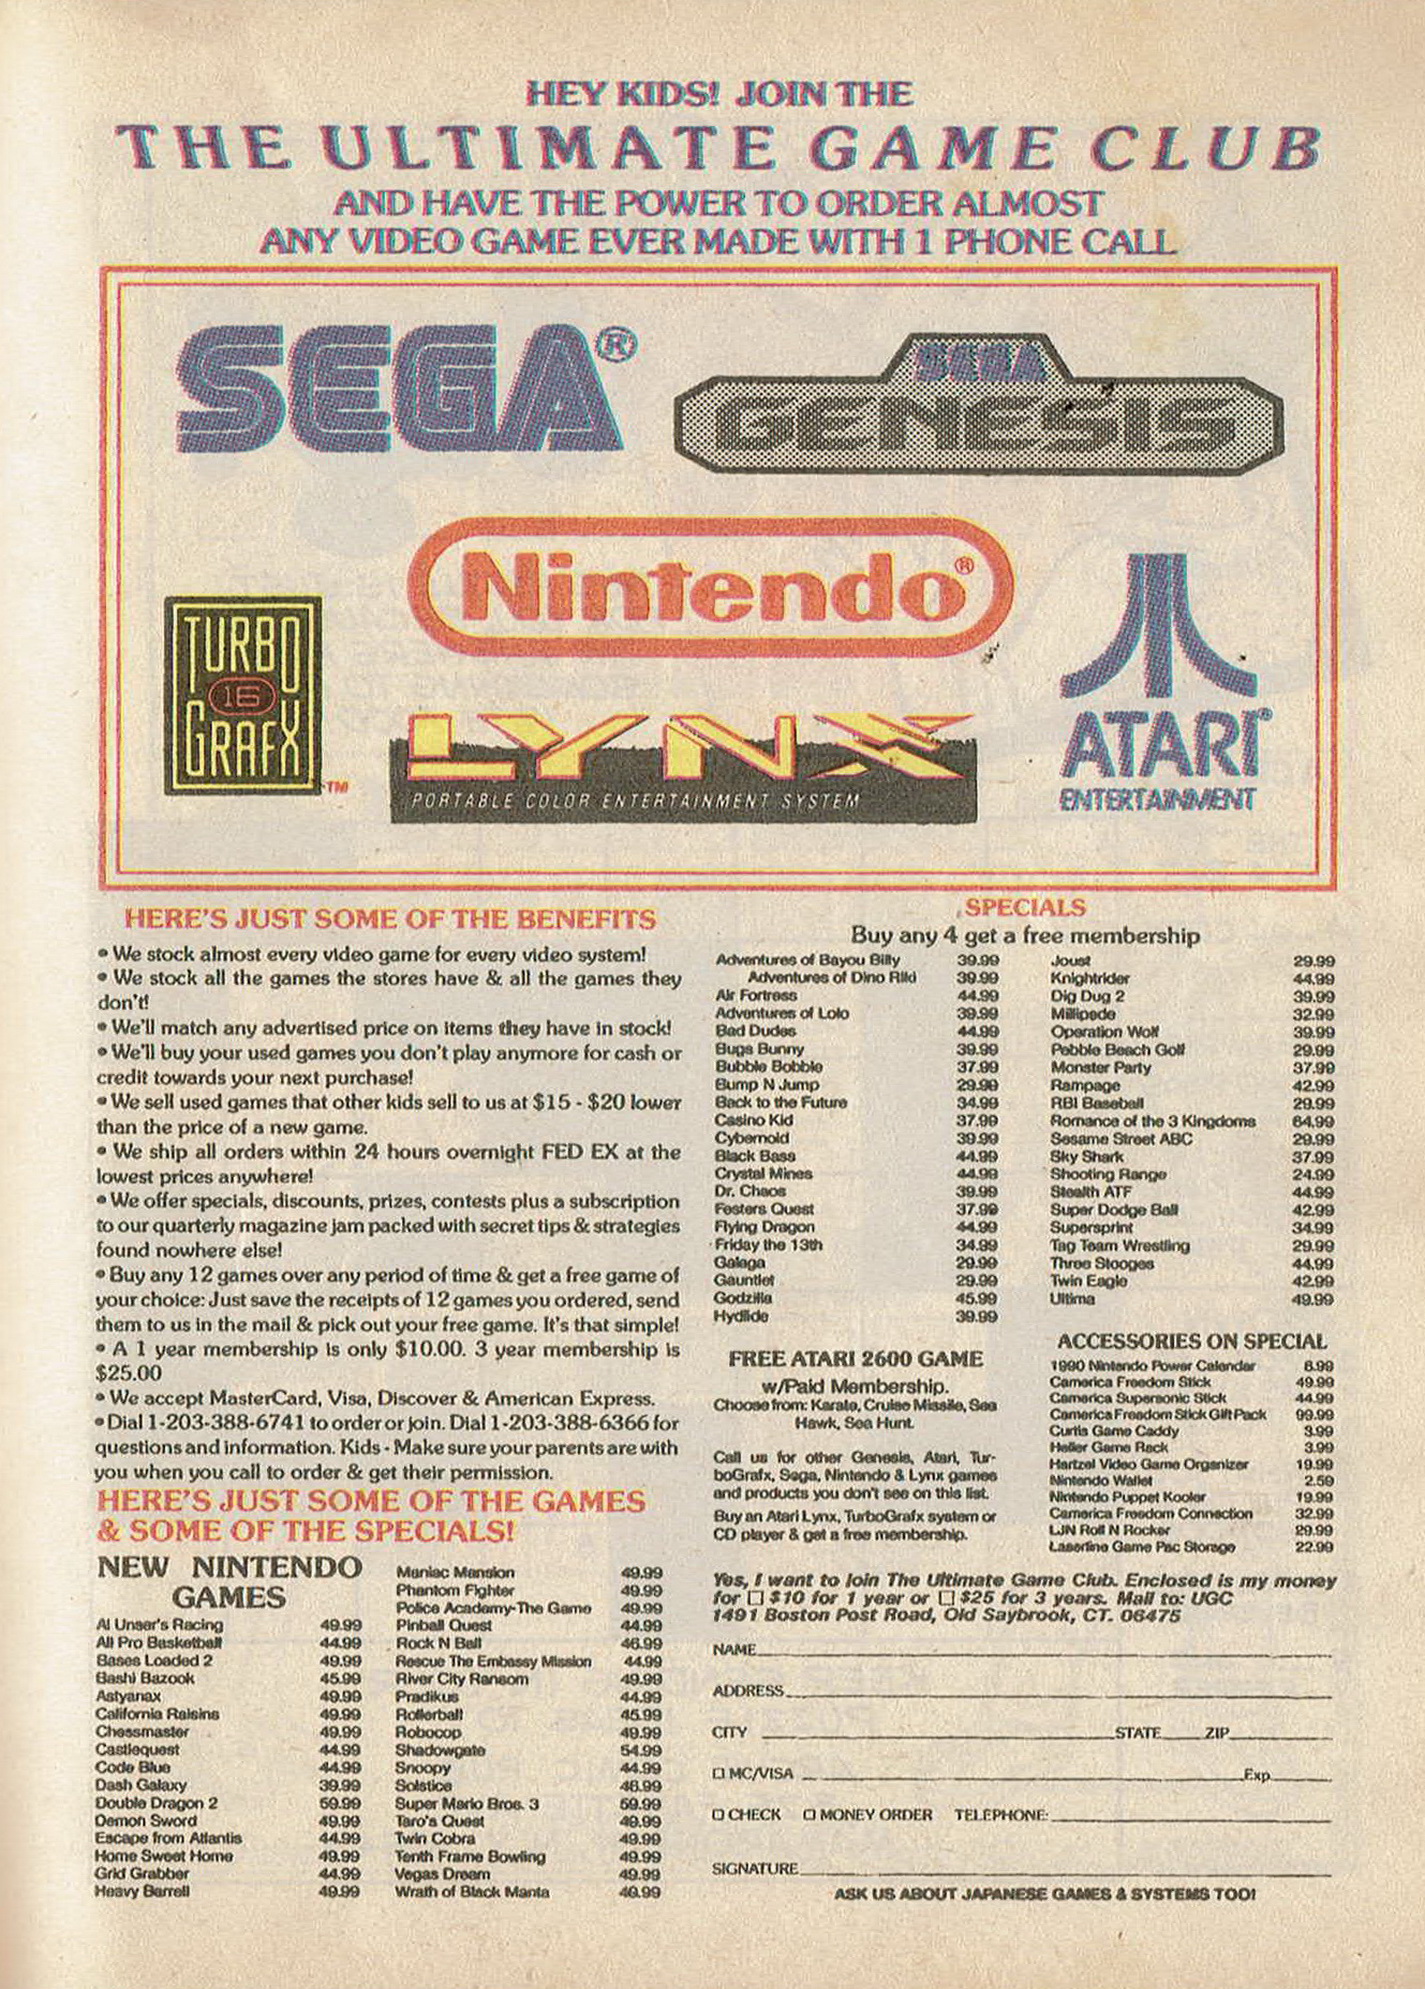 HEY KIDS! JOIN THE
THE ULTIMATE GAME CLUB
AND HAVE THE POWER TO ORDER ALMOST
ANY VIDEO GAME EVER MADE WITH 1 PHONE CALL
SEGA®
SEGA
GENESIS
Nintendo®
TURBO
16
GRAFX
TM
LYNX
PORTABLE COLOR ENTERTAINMENT SYSTEM
ATARI®
ENTERTAINMENT
HERE'S JUST SOME OF THE BENEFITS
• We stock almost every video game for every video system!
• We stock all the games the stores have & all the games they
don't!
• We'll match any advertised price on items they have in stock!
• We'll buy your used games you don't play anymore for cash or
credit towards your next purchase!
• We sell used games that other kids sell to us at $15 - $20 lower
than the price of a new game.
• We ship all orders within 24 hours overnight FED EX at the
lowest prices anywhere!
• We offer specials, discounts, prizes, contests plus a subscription
to our quarterly magazine jam packed with secret tips & strategies
found nowhere else!
• Buy any 12 games over any period of time & get a free game of
your choice: Just save the receipts of 12 games you ordered, send
them to us in the mail & pick out your free game. It's that simple!
• A 1 year membership is only $10.00. 3 year membership is
$25.00
• We accept MasterCard, Visa, Discover & American Express.
• Dial 1-203-388-6741 to order or join. Dial 1-203-388-6366 for
questions and information. Kids - Make sure your parents are with
you when you call to order & get their permission.
HERE'S JUST SOME OF THE GAMES
& SOME OF THE SPECIALS!
NEW NINTENDO
GAMES
Al Unser's Racing 49.99
All Pro Basketball 44.99
Bases Loaded 2 49.99
Bashi Bazook 45.99
Astyanax 49.99
California Raisins 49.99
Chessmaster 49.99
Castlequest 44.99
Code Blue 44.99
Dash Galaxy 39.99
Double Dragon 2 59.99
Demon Sword 49.99
Escape from Atlantis 44.99
Home Sweet Home 49.99
Grid Grabber 44.99
Heavy Barrell 49.99
Maniac Mansion 49.99
Phantom Fighter 49.99
Police Academy-The Game 49.99
Pinball Quest 44.99
Rock N Ball 46.99
Rescue The Embassy Mission 44.99
River City Ransom 49.99
Pradikus 44.99
Rollerball 45.99
Robocop 49.99
Shadowgate 54.99
Snoopy 44.99
Solstice 46.99
Super Mario Bros. 3 59.99
Taro's Quest 49.99
Twin Cobra 49.99
Tenth Frame Bowling 49.99
Vegas Dream 49.99
Wrath of Black Manta
SPECIALS
Buy any 4 get a free membership
Adventures of Bayou Billy 39.99
Adventures of Dino Riki 39.99
Air Fortress 44.99
Adventures of Lolo 39.99
Bad Dudes 44.99
Bugs Bunny 39.99
Bubble Bobble 37.99
Bump N Jump 29.99
Back to the Future 34.99
Casino Kid 37.99
Cybernoid 39.99
Black Bass 44.99
Crystal Mines 44.99
Dr. Chaos 39.99
Festers Quest 37.99
Flying Dragon 44.99
Friday the 13th 34.99
Galaga 29.99
Gauntlet 29.99
Godzilla 45.99
Hydlide 39.99
Joust 29.99
Knightrider 44.99
Dig Dug 2 39.99
Millipede 32.99
Operation Wolf 39.99
Pebble Beach Golf 29.99
Monster Party 37.99
Rampage 42.99
RBI Baseball 29.99
Romance of the 3 Kingdoms 64.99
Sesame Street ABC 29.99
Sky Shark 37.99
Shooting Range 24.99
Stealth ATF 44.99
Super Dodge Ball 42.99
Supersprint 34.99
Tag Team Wrestling 29.99
Three Stooges 44.99
Twin Eagle 42.99
Ultima 49.99
FREE ATARI 2600 GAME
w/Paid Membership.
Choose from: Karate, Cruise Missile, Sea
Hawk, Sea Hunt.
Call us for other Genesis, Atari, Tur-
boGrafx, Sega, Nintendo & Lynx games
and products you don't see on this list.
Buy an Atari Lynx, TurboGrafx system or
CD player & get a free membership.
ACCESSORIES ON SPECIAL
1990 Nintendo Power Calendar 6.99
Camerica Freedom Stick 49.99
Camerica Supersonic Stick 44.99
Camerica Freedom Stick Gift Pack 99.99
Curtis Game Caddy 3.99
Heller Game Rack 3.99
Hartzel Video Game Organizer 19.99
Nintendo Wallet 2.59
Nintendo Puppet Kooler 19.99
Camerica Freedom Connection 32.99
LJN Roll N Rocker 29.99
Laserline Game Pac Storage 22.99
Yes, I want to join The Ultimate Game Club. Enclosed is my money
for □ $10 for 1 year or □ $25 for 3 years. Mail to: UGC
1491 Boston Post Road, Old Saybrook, CT. 06475
NAME
ADDRESS
CITY STATE ZIP
□ MC/VISA Exp
□ CHECK □ MONEY ORDER TELEPHONE:
SIGNATURE
ASK US ABOUT JAPANESE GAMES & SYSTEMS TOO!